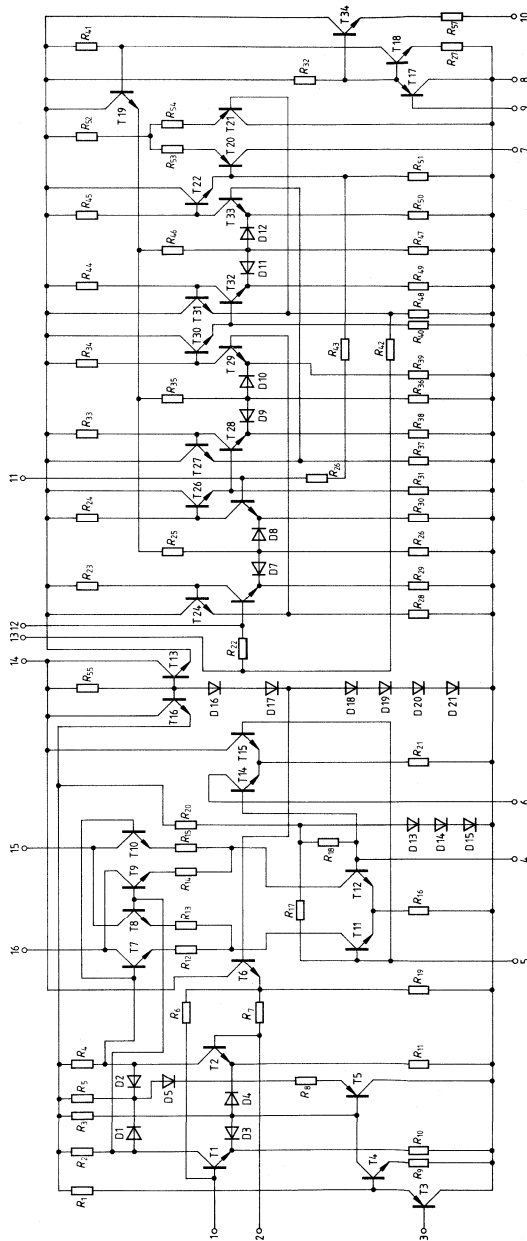 16
15
14
13
12
11
R1
R2
R3
R5
R4
R55
R23
R24
R33
R34
R44
R45
R52
R41
D1
D2
D5
R6
R7
T7
T8
T9
T10
R12
R13
R14
R15
R20
T16
T13
D16
D17
D18
D19
D20
D21
T24
T26
T27
T30
T31
T22
T19
R25
R35
R46
R53
R54
T20
T21
R32
T34
R57
T1
T2
D3
D4
T6
R17
R18
T14
T15
R22
D7
D8
R26
T28
T29
D9
D10
T32
T33
D11
D12
R43
R42
T18
T17
R27
T4
T3
T5
R8
R9
R10
R11
R19
T11
T12
R16
D13
D14
D15
R21
R28
R29
R26
R30
R31
R37
R38
R36
R39
R40
R48
R49
R47
R50
R51
1
2
3
5
4
6
7
9
8
10